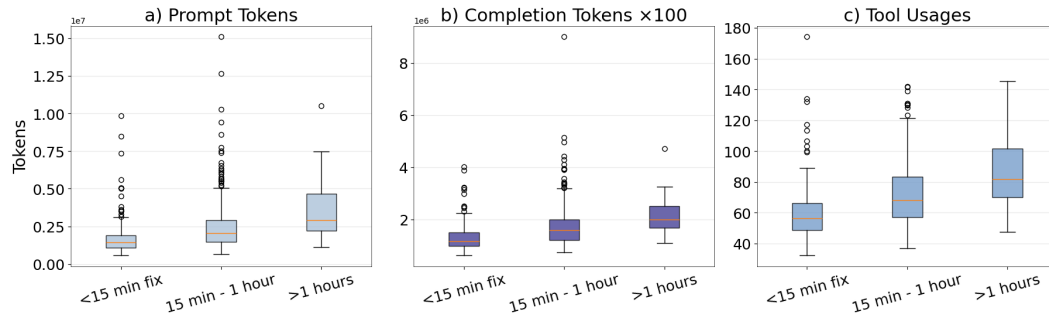 a) Prompt Tokens
1e7
Tokens
1.50
1.25
1.00
0.75
0.50
0.25
0.00
<15 min fix
15 min - 1 hour
>1 hours
b) Completion Tokens ×100
1e6
8
6
4
2
<15 min fix
15 min - 1 hour
>1 hours
c) Tool Usages
180
160
140
120
100
80
60
40
<15 min fix
15 min - 1 hour
>1 hours